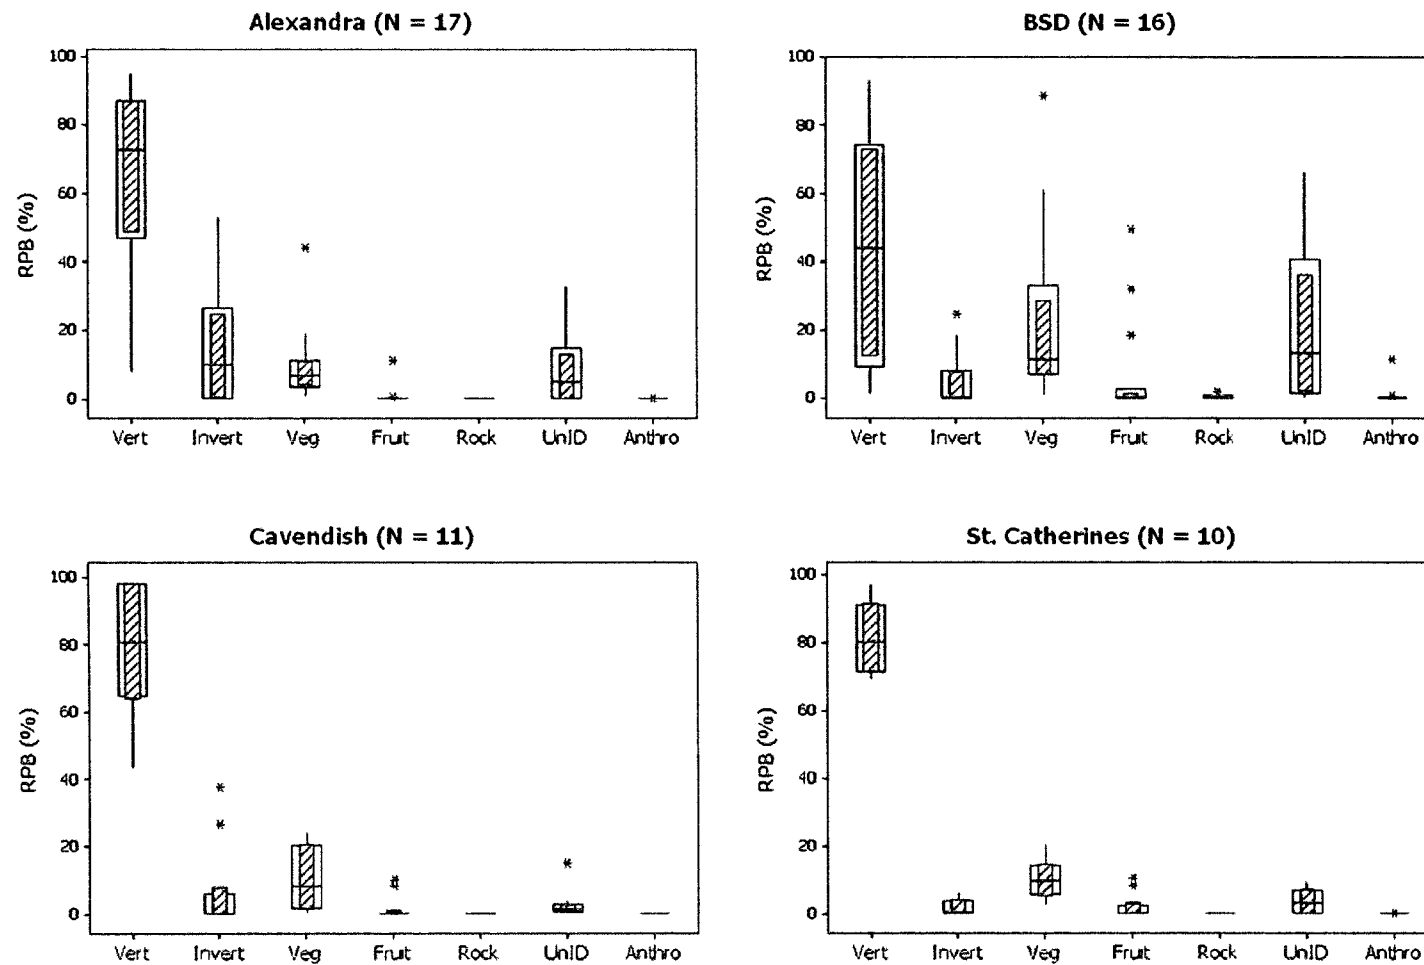 Alexandra (N = 17)
RPB (%)
100
80
60
40
20
0
Vert Invert Veg Fruit Rock UnID Anthro
BSD (N = 16)
RPB (%)
100
80
60
40
20
0
Vert Invert Veg Fruit Rock UnID Anthro
Cavendish (N = 11)
RPB (%)
100
80
60
40
20
0
Vert Invert Veg Fruit Rock UnID Anthro
St. Catherines (N = 10)
RPB (%)
100
80
60
40
20
0
Vert Invert Veg Fruit Rock UnID Anthro